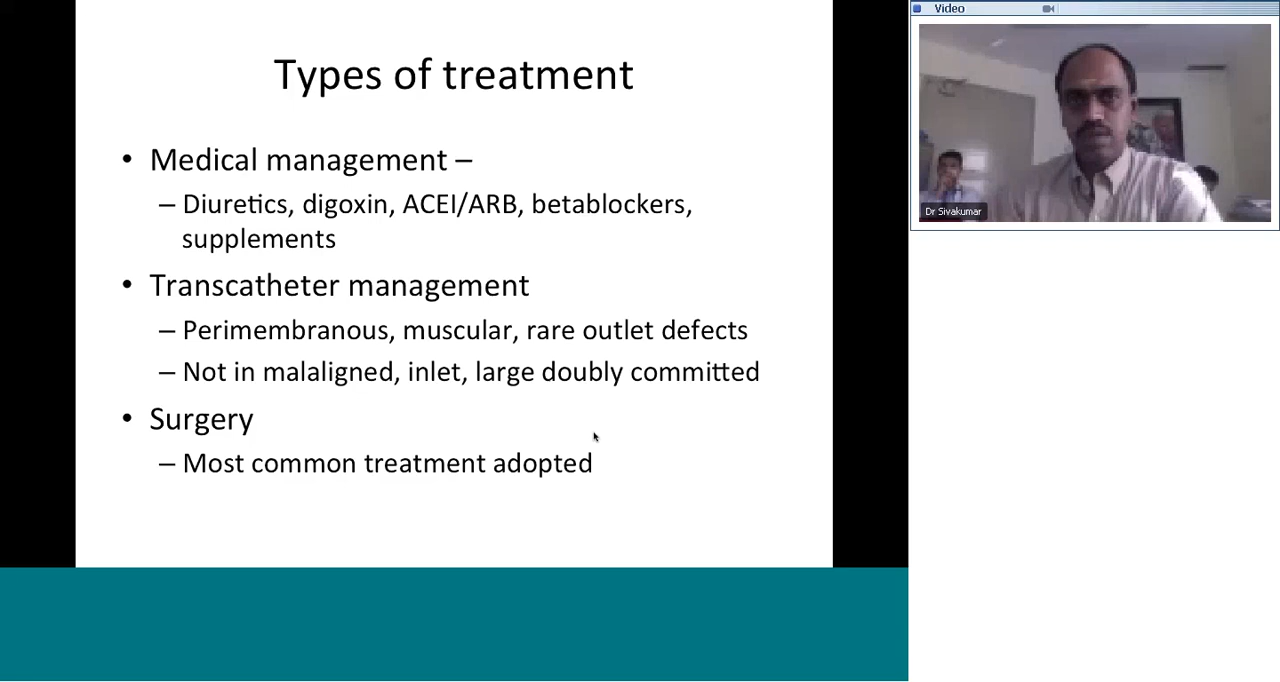 Types of treatment
• Medical management –
– Diuretics, digoxin, ACEI/ARB, betablockers,
supplements
• Transcatheter management
– Perimembranous, muscular, rare outlet defects
– Not in malaligned, inlet, large doubly committed
• Surgery
– Most common treatment adopted
Video
Dr Sivakumar